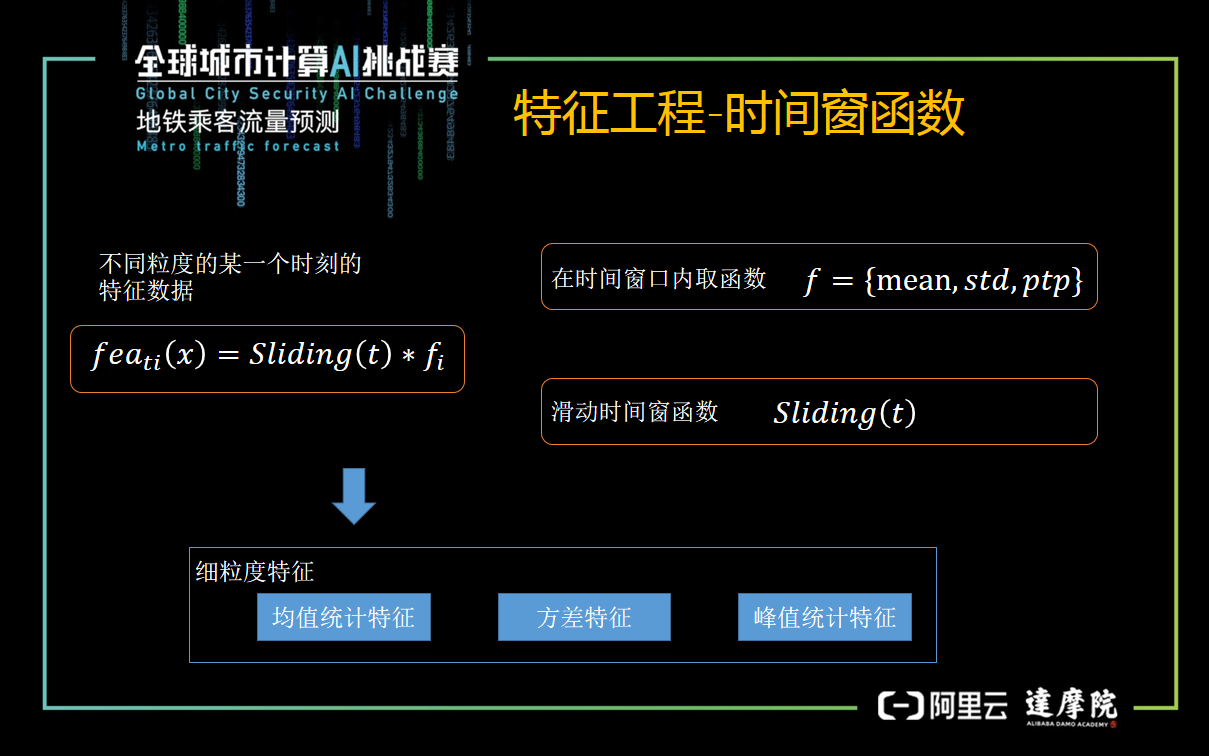 全球城市计算AI挑战赛
Global City Security AI Challenge
地铁乘客流量预测
Metro traffic forecast
特征工程-时间窗函数
不同粒度的某一个时刻的
特征数据
fea_{ti}(x) = Sliding(t) * f_i
在时间窗口内取函数 f = {mean, std, ptp}
滑动时间窗函数 Sliding(t)
细粒度特征
均值统计特征 方差特征 峰值统计特征
阿里云 達摩院
ALIBABA DAMO ACADEMY